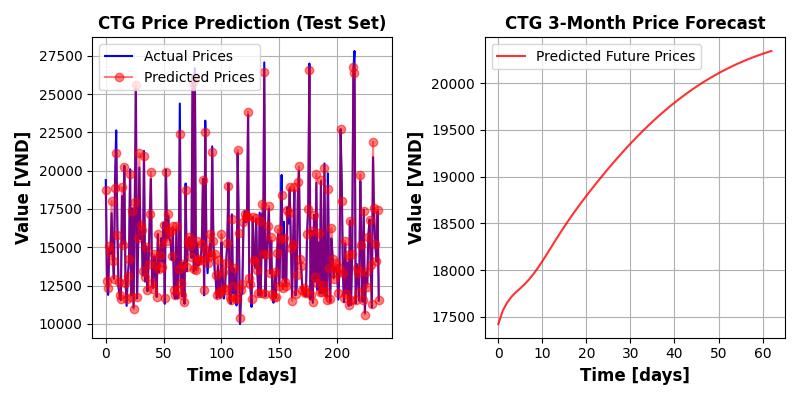 CTG Price Prediction (Test Set)
Value [VND]
27500
25000
22500
20000
17500
15000
12500
10000
Actual Prices
Predicted Prices
0
50
100
150
200
Time [days]
CTG 3-Month Price Forecast
Value [VND]
20000
19500
19000
18500
18000
17500
Predicted Future Prices
0
10
20
30
40
50
60
Time [days]